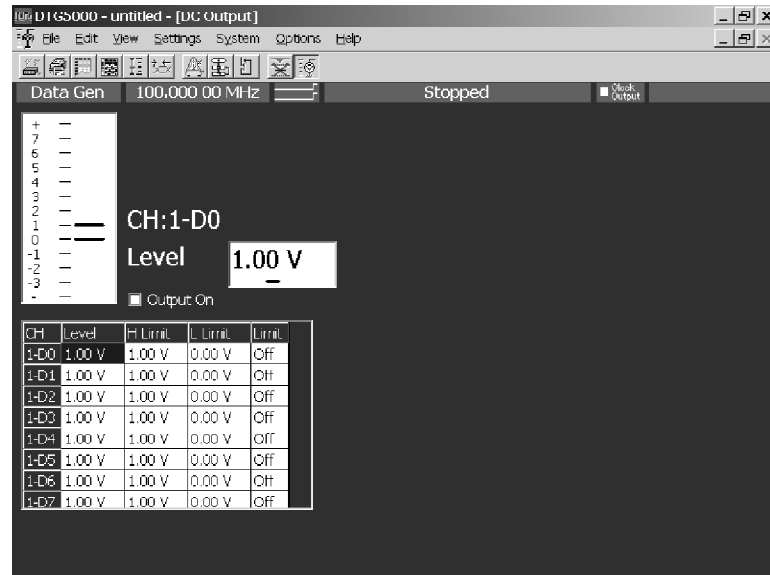 DTG5000 - untitled - [DC Output]
File Edit View Settings System Options Help
Data Gen 100.000 00 MHz Stopped Clock Output
+
7
6
5
4
3
2
1
0
-1
-2
-3
-
CH:1-D0
Level 1.00 V
Output On
CH Level H Limit L Limit Limit
1-D0 1.00 V 1.00 V 0.00 V Off
1-D1 1.00 V 1.00 V 0.00 V Off
1-D2 1.00 V 1.00 V 0.00 V Off
1-D3 1.00 V 1.00 V 0.00 V Off
1-D4 1.00 V 1.00 V 0.00 V Off
1-D5 1.00 V 1.00 V 0.00 V Off
1-D6 1.00 V 1.00 V 0.00 V Off
1-D7 1.00 V 1.00 V 0.00 V Off